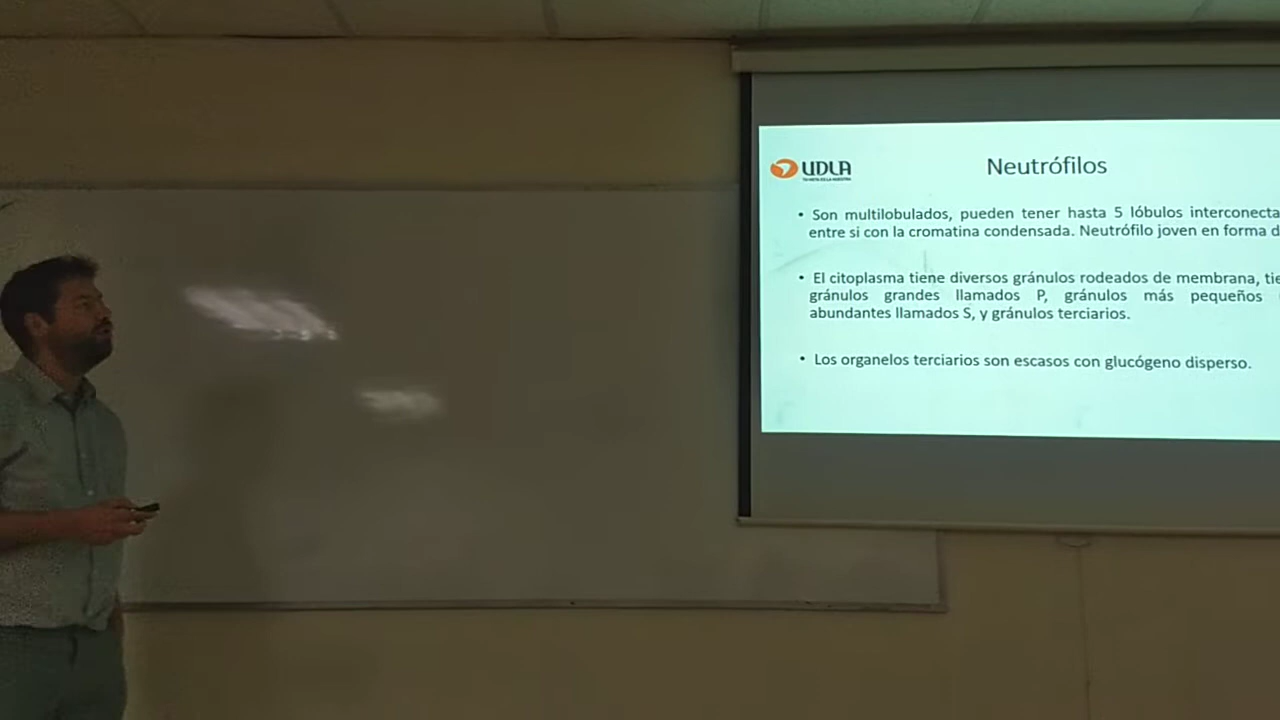 UDLA
Neutrófilos
• Son multilobulados, pueden tener hasta 5 lóbulos
entre si con la cromatina condensada. Neutrófilo joven en forma
• El citoplasma tiene diversos gránulos rodeados de membrana,
gránulos grandes llamados P, gránulos más pequeños
abundantes llamados S, y gránulos terciarios.
• Los organelos terciarios son escasos con glucógeno disperso.